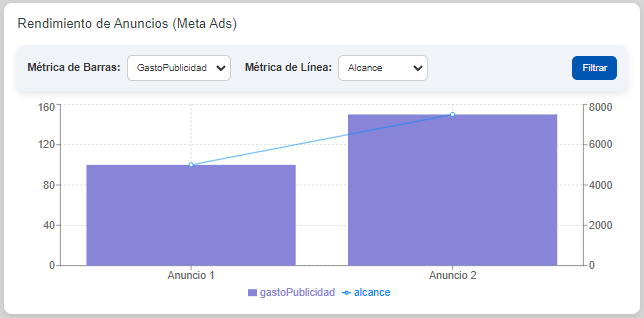 Rendimiento de Anuncios (Meta Ads)
Métrica de Barras: GastoPublicidad Métrica de Línea: Alcance Filtrar
160 8000
120 6000
80 4000
40 2000
0 0
Anuncio 1 Anuncio 2
gastoPublicidad alcance